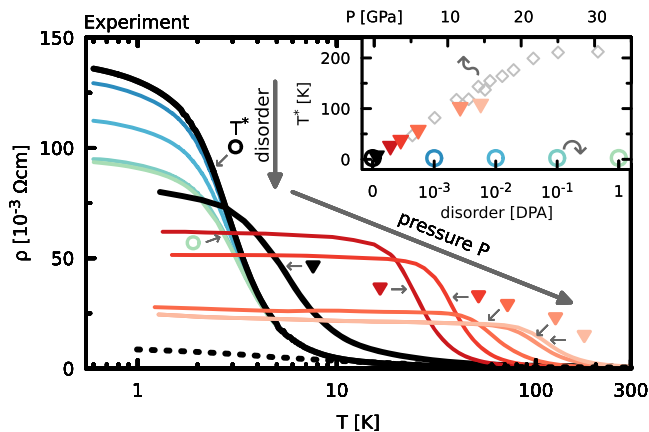 Experiment
P [GPa]
0 10 20 30
150
100
50
0
ρ [10⁻³ Ωcm]
T*
disorder
pressure P
200
100
0
T* [K]
0 10⁻³ 10⁻² 10⁻¹ 1
disorder [DPA]
1 10 100 300
T [K]